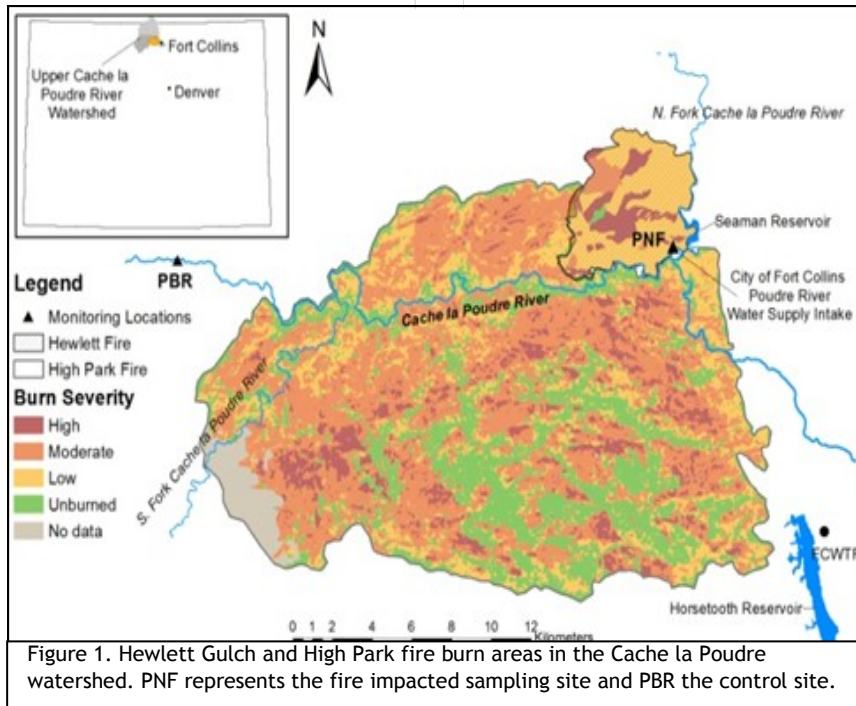 Fort Collins
Upper Cache la
Poudre River
Watershed
Denver
N
N. Fork Cache la Poudre River
Seaman Reservoir
PNF
City of Fort Collins
Poudre River
Water Supply Intake
PBR
Cache la Poudre River
S. Fork Cache la Poudre River
Legend
Monitoring Locations
Hewlett Fire
High Park Fire
Burn Severity
High
Moderate
Low
Unburned
No data
FCWTF
Horsetooth Reservoir
0 1 2 4 6 8 10 12
Kilometers
Figure 1. Hewlett Gulch and High Park fire burn areas in the Cache la Poudre
watershed. PNF represents the fire impacted sampling site and PBR the control site.